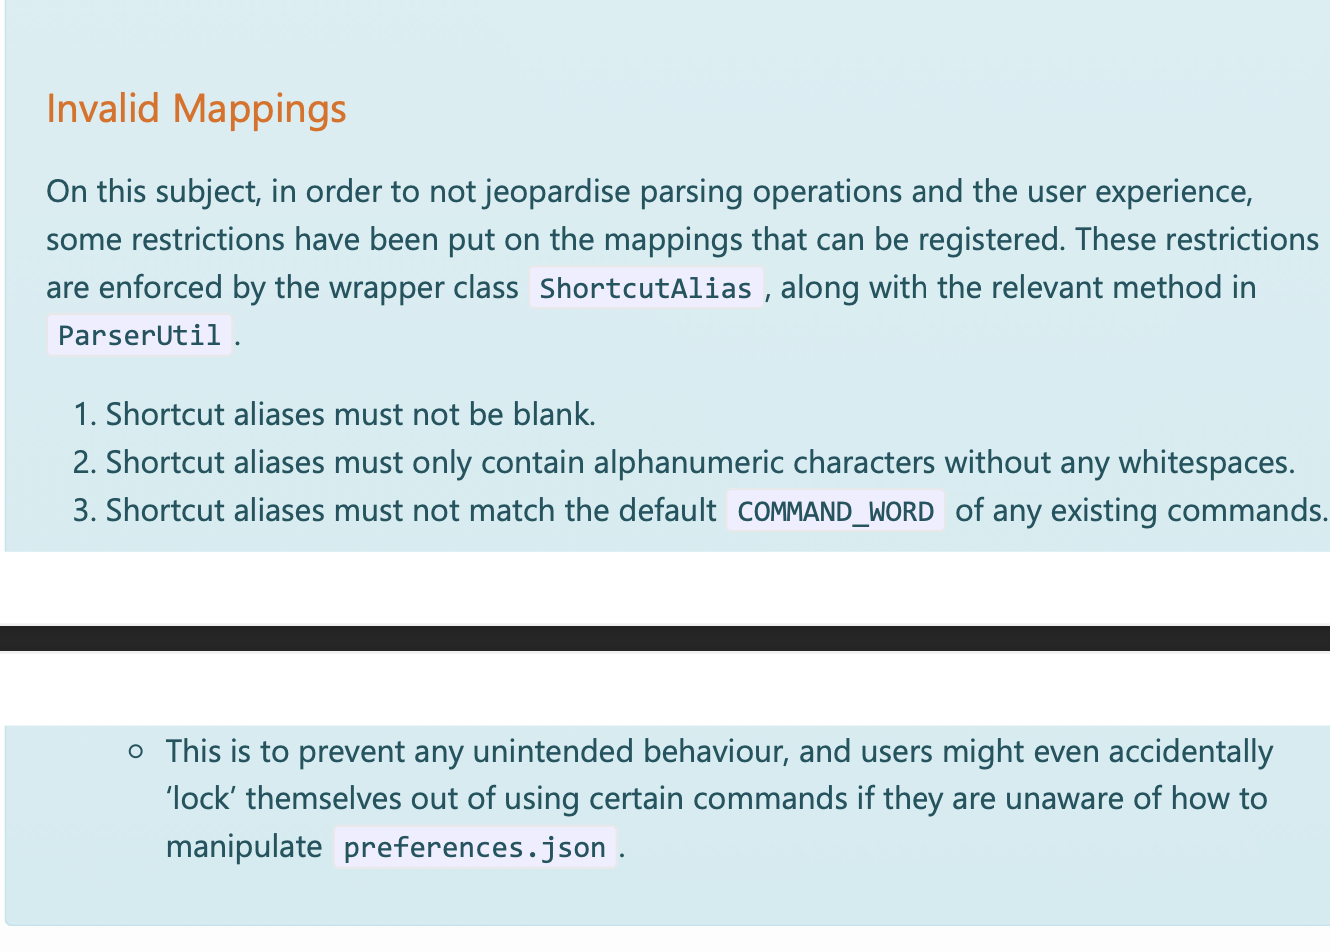 Invalid Mappings
On this subject, in order to not jeopardise parsing operations and the user experience,
some restrictions have been put on the mappings that can be registered. These restrictions
are enforced by the wrapper class ShortcutAlias , along with the relevant method in
ParserUtil .
1. Shortcut aliases must not be blank.
2. Shortcut aliases must only contain alphanumeric characters without any whitespaces.
3. Shortcut aliases must not match the default COMMAND_WORD of any existing commands.
○ This is to prevent any unintended behaviour, and users might even accidentally
‘lock’ themselves out of using certain commands if they are unaware of how to
manipulate preferences.json .